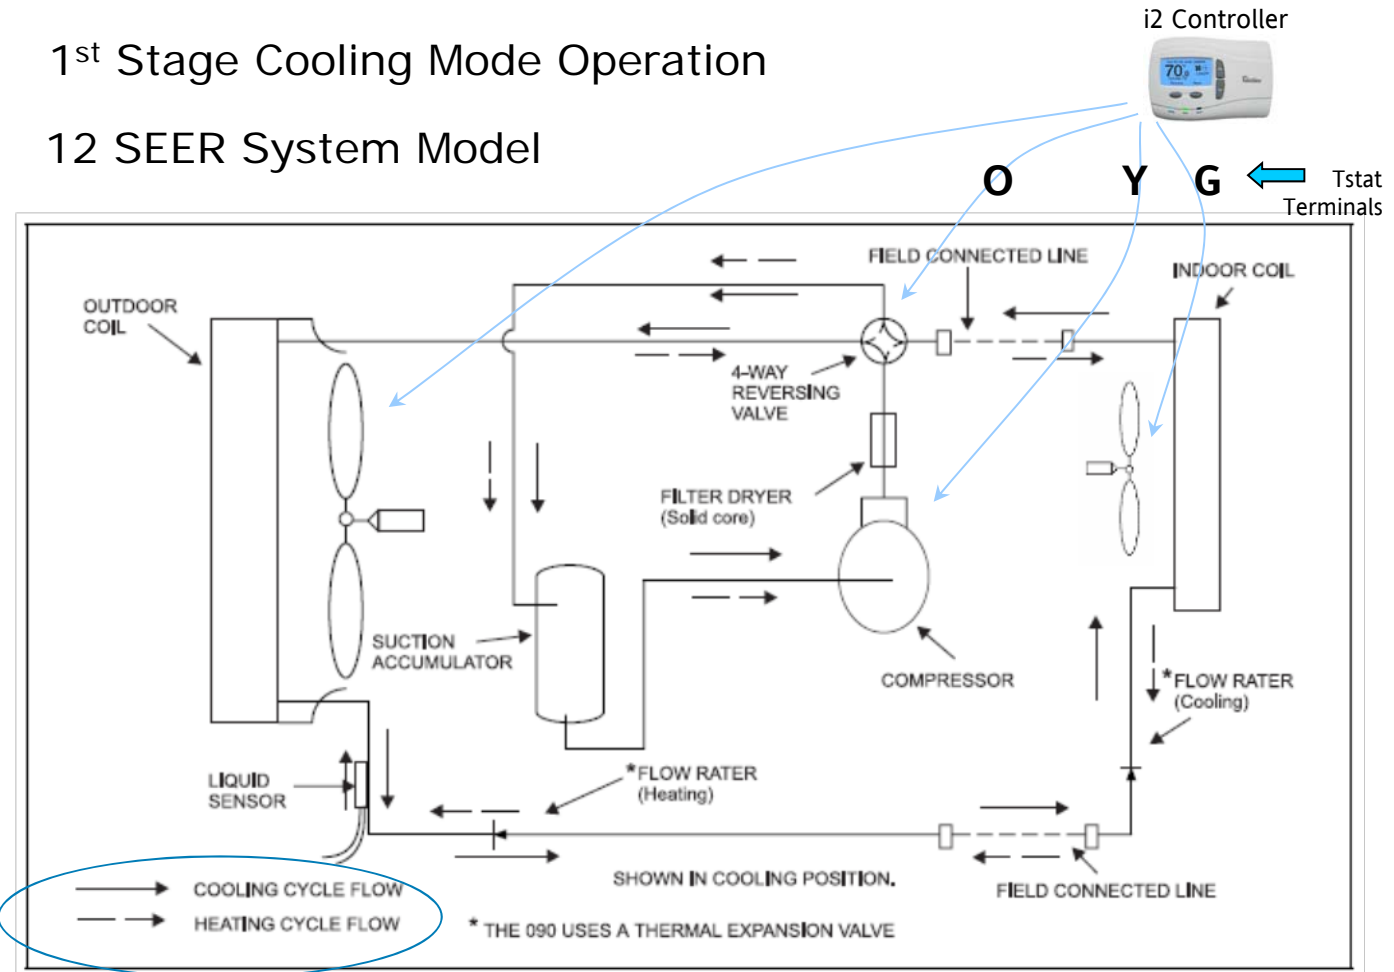 i2 Controller
1st Stage Cooling Mode Operation
12 SEER System Model
70°
O Y G
Tstat
Terminals
FIELD CONNECTED LINE
INDOOR COIL
OUTDOOR
COIL
4-WAY
REVERSING
VALVE
FILTER DRYER
(Solid core)
SUCTION
ACCUMULATOR
COMPRESSOR
*FLOW RATER
(Cooling)
*FLOW RATER
(Heating)
LIQUID
SENSOR
SHOWN IN COOLING POSITION.
FIELD CONNECTED LINE
COOLING CYCLE FLOW
HEATING CYCLE FLOW
* THE 090 USES A THERMAL EXPANSION VALVE